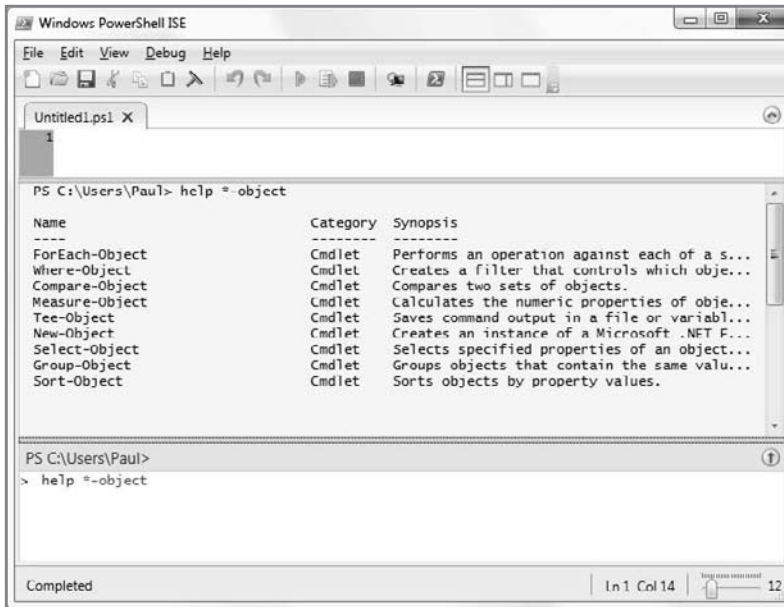 Windows PowerShell ISE
File Edit View Debug Help
Untitled1.ps1 X
1
PS C:\Users\Paul> help *-object
Name Category Synopsis
---- -------- --------
ForEach-Object Cmdlet Performs an operation against each of a s...
Where-Object Cmdlet Creates a filter that controls which obje...
Compare-Object Cmdlet Compares two sets of objects.
Measure-Object Cmdlet Calculates the numeric properties of obje...
Tee-Object Cmdlet Saves command output in a file or variabl...
New-Object Cmdlet Creates an instance of a Microsoft .NET F...
Select-Object Cmdlet Selects specified properties of an object...
Group-Object Cmdlet Groups objects that contain the same valu...
Sort-Object Cmdlet Sorts objects by property values.
PS C:\Users\Paul>
> help *-object
Completed Ln 1 Col 14 12